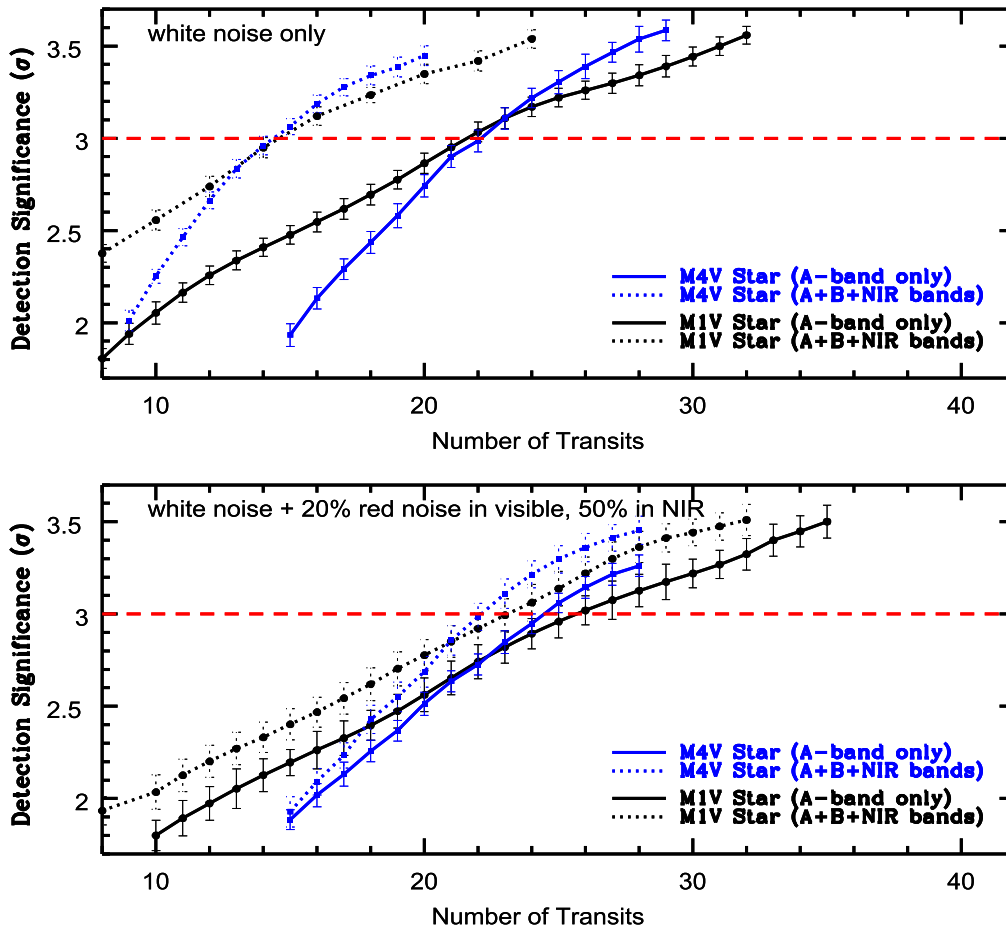 white noise only
3.5
3
2.5
2
Detection Significance (σ)
M4V Star (A-band only)
M4V Star (A+B+NIR bands)
M1V Star (A-band only)
M1V Star (A+B+NIR bands)
10 20 30 40
Number of Transits
white noise + 20% red noise in visible, 50% in NIR
3.5
3
2.5
2
Detection Significance (σ)
M4V Star (A-band only)
M4V Star (A+B+NIR bands)
M1V Star (A-band only)
M1V Star (A+B+NIR bands)
10 20 30 40
Number of Transits